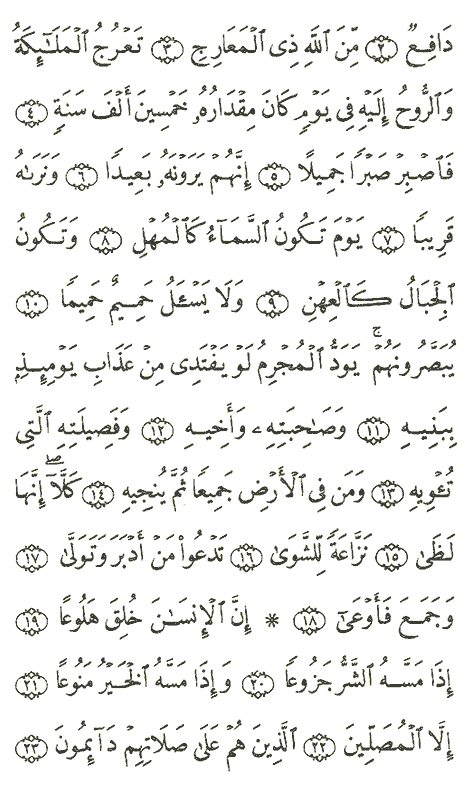 دَافِعٌ ٢ مِّنَ ٱللَّهِ ذِى ٱلْمَعَارِجِ ٣ تَعْرُجُ ٱلْمَلَٰٓئِكَةُ
وَٱلرُّوحُ إِلَيْهِ فِى يَوْمٍ كَانَ مِقْدَارُهُۥ خَمْسِينَ أَلْفَ سَنَةٍ ٤
فَٱصْبِرْ صَبْرًا جَمِيلًا ٥ إِنَّهُمْ يَرَوْنَهُۥ بَعِيدًا ٦ وَنَرَىٰهُ
قَرِيبًا ٧ يَوْمَ تَكُونُ ٱلسَّمَآءُ كَٱلْمُهْلِ ٨ وَتَكُونُ
ٱلْجِبَالُ كَٱلْعِهْنِ ٩ وَلَا يَسْـَٔلُ حَمِيمٌ حَمِيمًا ١٠
يُبَصَّرُونَهُمْ ۚ يَوَدُّ ٱلْمُجْرِمُ لَوْ يَفْتَدِى مِنْ عَذَابِ يَوْمِئِذٍۭ
بِبَنِيهِ ١١ وَصَٰحِبَتِهِۦ وَأَخِيهِ ١٢ وَفَصِيلَتِهِ ٱلَّتِى
تُـْٔوِيهِ ١٣ وَمَن فِى ٱلْأَرْضِ جَمِيعًا ثُمَّ يُنجِيهِ ١٤ كَلَّآ ۖ إِنَّهَا
لَظَىٰ ١٥ نَزَّاعَةً لِّلشَّوَىٰ ١٦ تَدْعُوا۟ مَنْ أَدْبَرَ وَتَوَلَّىٰ ١٧
وَجَمَعَ فَأَوْعَىٰٓ ١٨ * إِنَّ ٱلْإِنسَٰنَ خُلِقَ هَلُوعًا ١٩
إِذَا مَسَّهُ ٱلشَّرُّ جَزُوعًا ٢٠ وَإِذَا مَسَّهُ ٱلْخَيْرُ مَنُوعًا ٢١
إِلَّا ٱلْمُصَلِّينَ ٢٢ ٱلَّذِينَ هُمْ عَلَىٰ صَلَاتِهِمْ دَآئِمُونَ ٢٣